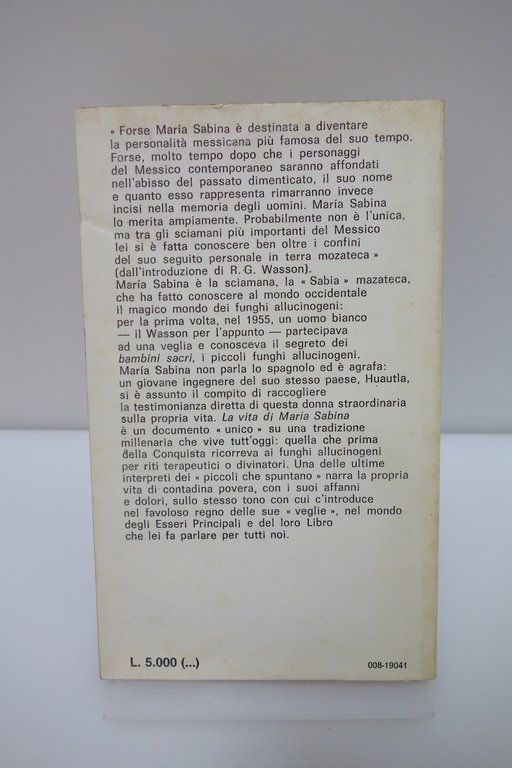 « Forse María Sabina è destinata a diventare
la personalità messicana più famosa del suo tempo.
Forse, molto tempo dopo che i personaggi
del Messico contemporaneo saranno affondati
nell'abisso del passato dimenticato, il suo nome
e quanto esso rappresenta rimarranno invece
incisi nella memoria degli uomini. María Sabina
lo merita ampiamente. Probabilmente non è l'unica,
ma tra gli sciamani più importanti del Messico
lei si è fatta conoscere ben oltre i confini
del suo seguito personale in terra mozateca »
(dall'introduzione di R. G. Wasson).
María Sabina è la sciamana, la « Sabia » mazateca,
che ha fatto conoscere al mondo occidentale
il magico mondo dei funghi allucinogeni:
per la prima volta, nel 1955, un uomo bianco
— il Wasson per l'appunto — partecipava
ad una veglia e conosceva il segreto dei
bambini sacri, i piccoli funghi allucinogeni.
María Sabina non parla lo spagnolo ed è agrafa:
un giovane ingegnere del suo stesso paese, Huautla,
si è assunto il compito di raccogliere
la testimonianza diretta di questa donna straordinaria
sulla propria vita. La vita di Maria Sabina
è un documento « unico » su una tradizione
millenaria che vive tutt'oggi: quella che prima
della Conquista ricorreva ai funghi allucinogeni
per riti terapeutici o divinatori. Una delle ultime
interpreti dei « piccoli che spuntano » narra la propria
vita di contadina povera, con i suoi affanni
e dolori, sullo stesso tono con cui c'introduce
nel favoloso regno delle sue « veglie », nel mondo
degli Esseri Principali e del loro Libro
che lei fa parlare per tutti noi.
L. 5.000 (...)
008-19041